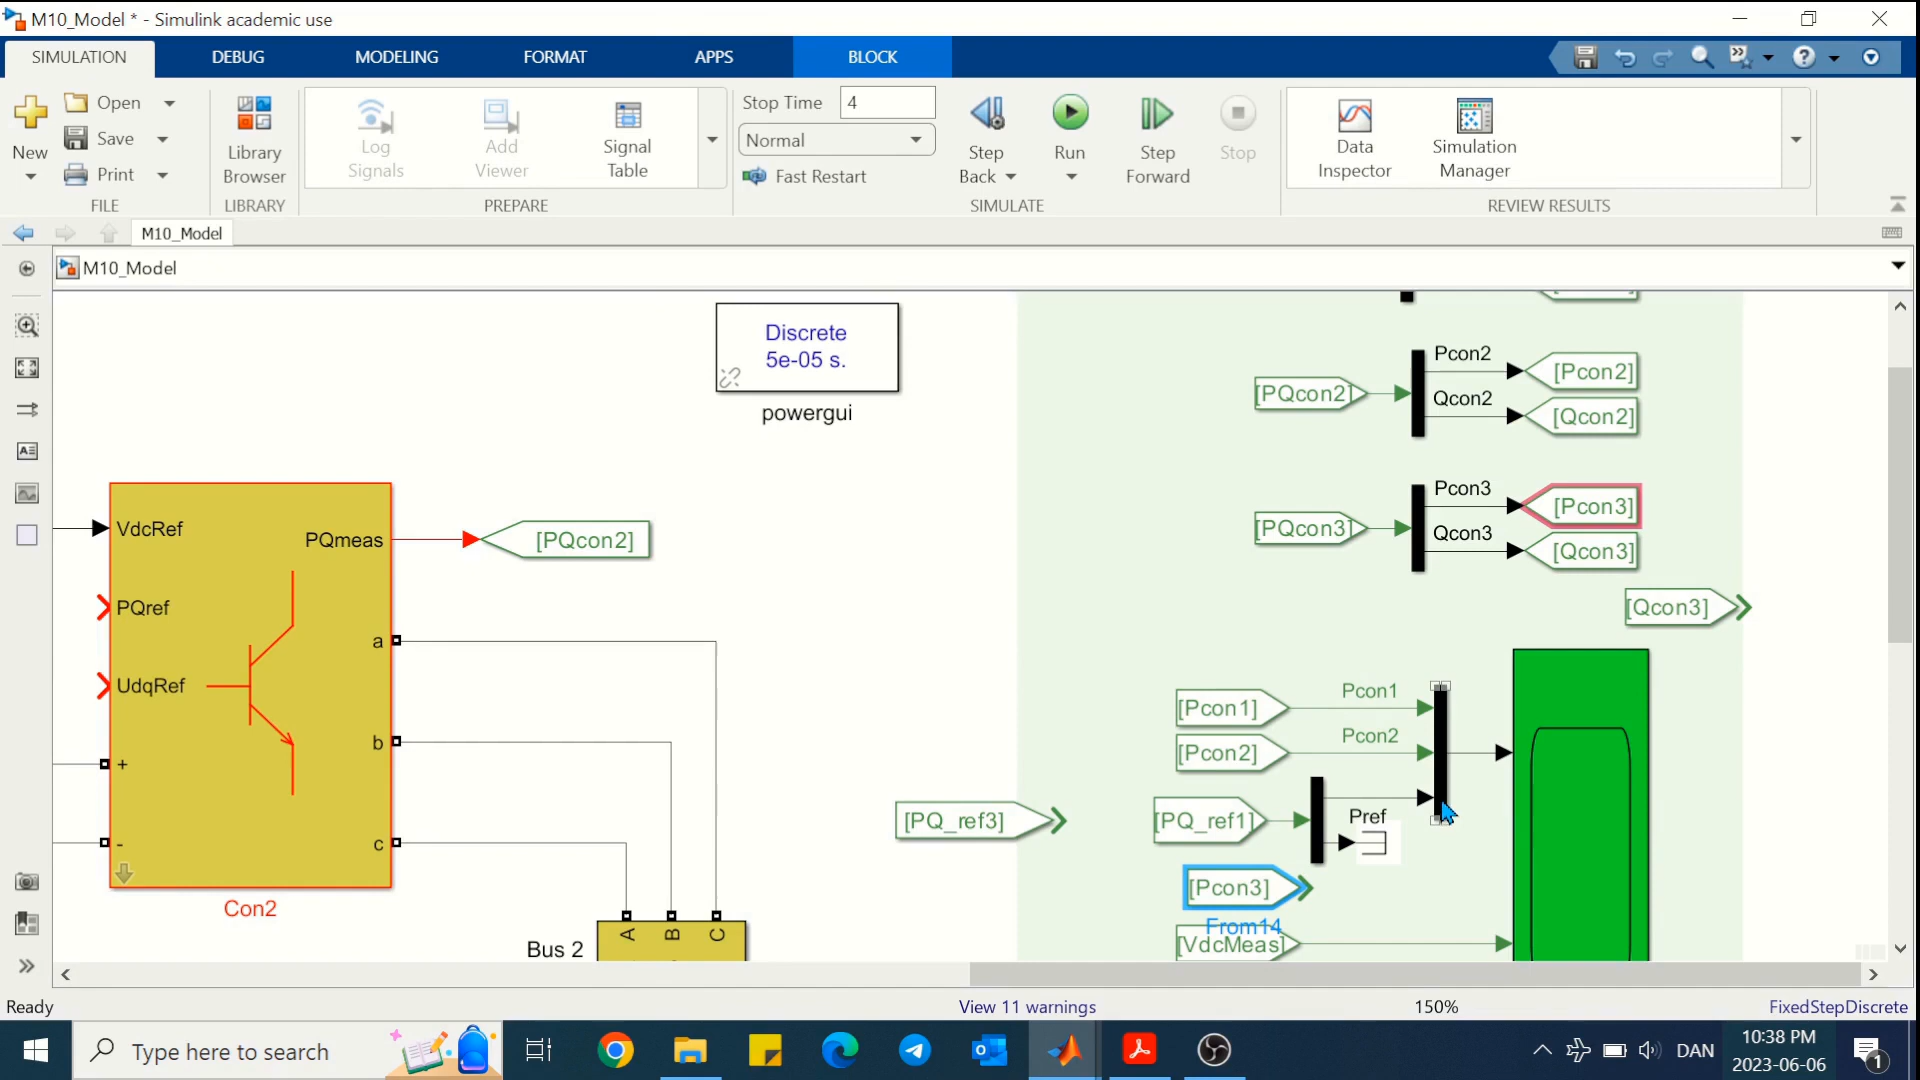 M10_Model * - Simulink academic use
SIMULATION
DEBUG
MODELING
FORMAT
APPS
BLOCK
New
Open
Save
Print
FILE
Library
Browser
LIBRARY
Log
Signals
Add
Viewer
Signal
Table
PREPARE
Stop Time
4
Normal
Fast Restart
Step
Back
Run
Step
Forward
Stop
SIMULATE
Data
Inspector
Simulation
Manager
REVIEW RESULTS
M10_Model
M10_Model
Discrete
5e-05 s.
powergui
[PQcon2]
Pcon2
Qcon2
[Pcon2]
[Qcon2]
[PQcon3]
Pcon3
Qcon3
[Pcon3]
[Qcon3]
[Qcon3]
VdcRef
PQref
UdqRef
+
-
PQmeas
a
b
c
Con2
[PQcon2]
Bus 2
A
B
C
[PQ_ref3]
[Pcon1]
Pcon1
[Pcon2]
Pcon2
[PQ_ref1]
Pref
[Pcon3]
From14
[VdcMeas]
Ready
View 11 warnings
150%
FixedStepDiscrete
Type here to search
DAN
10:38 PM
2023-06-06
1